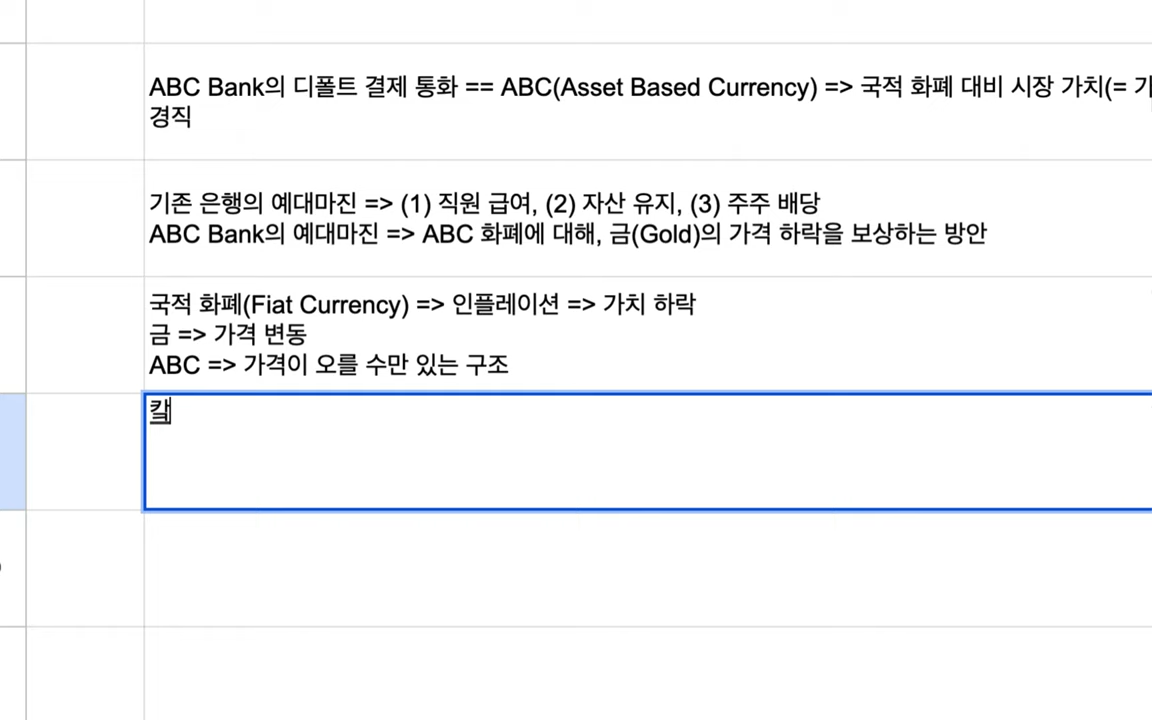 ABC Bank의 디폴트 결제 통화 == ABC(Asset Based Currency) => 국적 화폐 대비 시장 가치(=
경직
기존 은행의 예대마진 => (1) 직원 급여, (2) 자산 유지, (3) 주주 배당
ABC Bank의 예대마진 => ABC 화폐에 대해, 금(Gold)의 가격 하락을 보상하는 방안
국적 화폐(Fiat Currency) => 인플레이션 => 가치 하락
금 => 가격 변동
ABC => 가격이 오를 수만 있는 구조